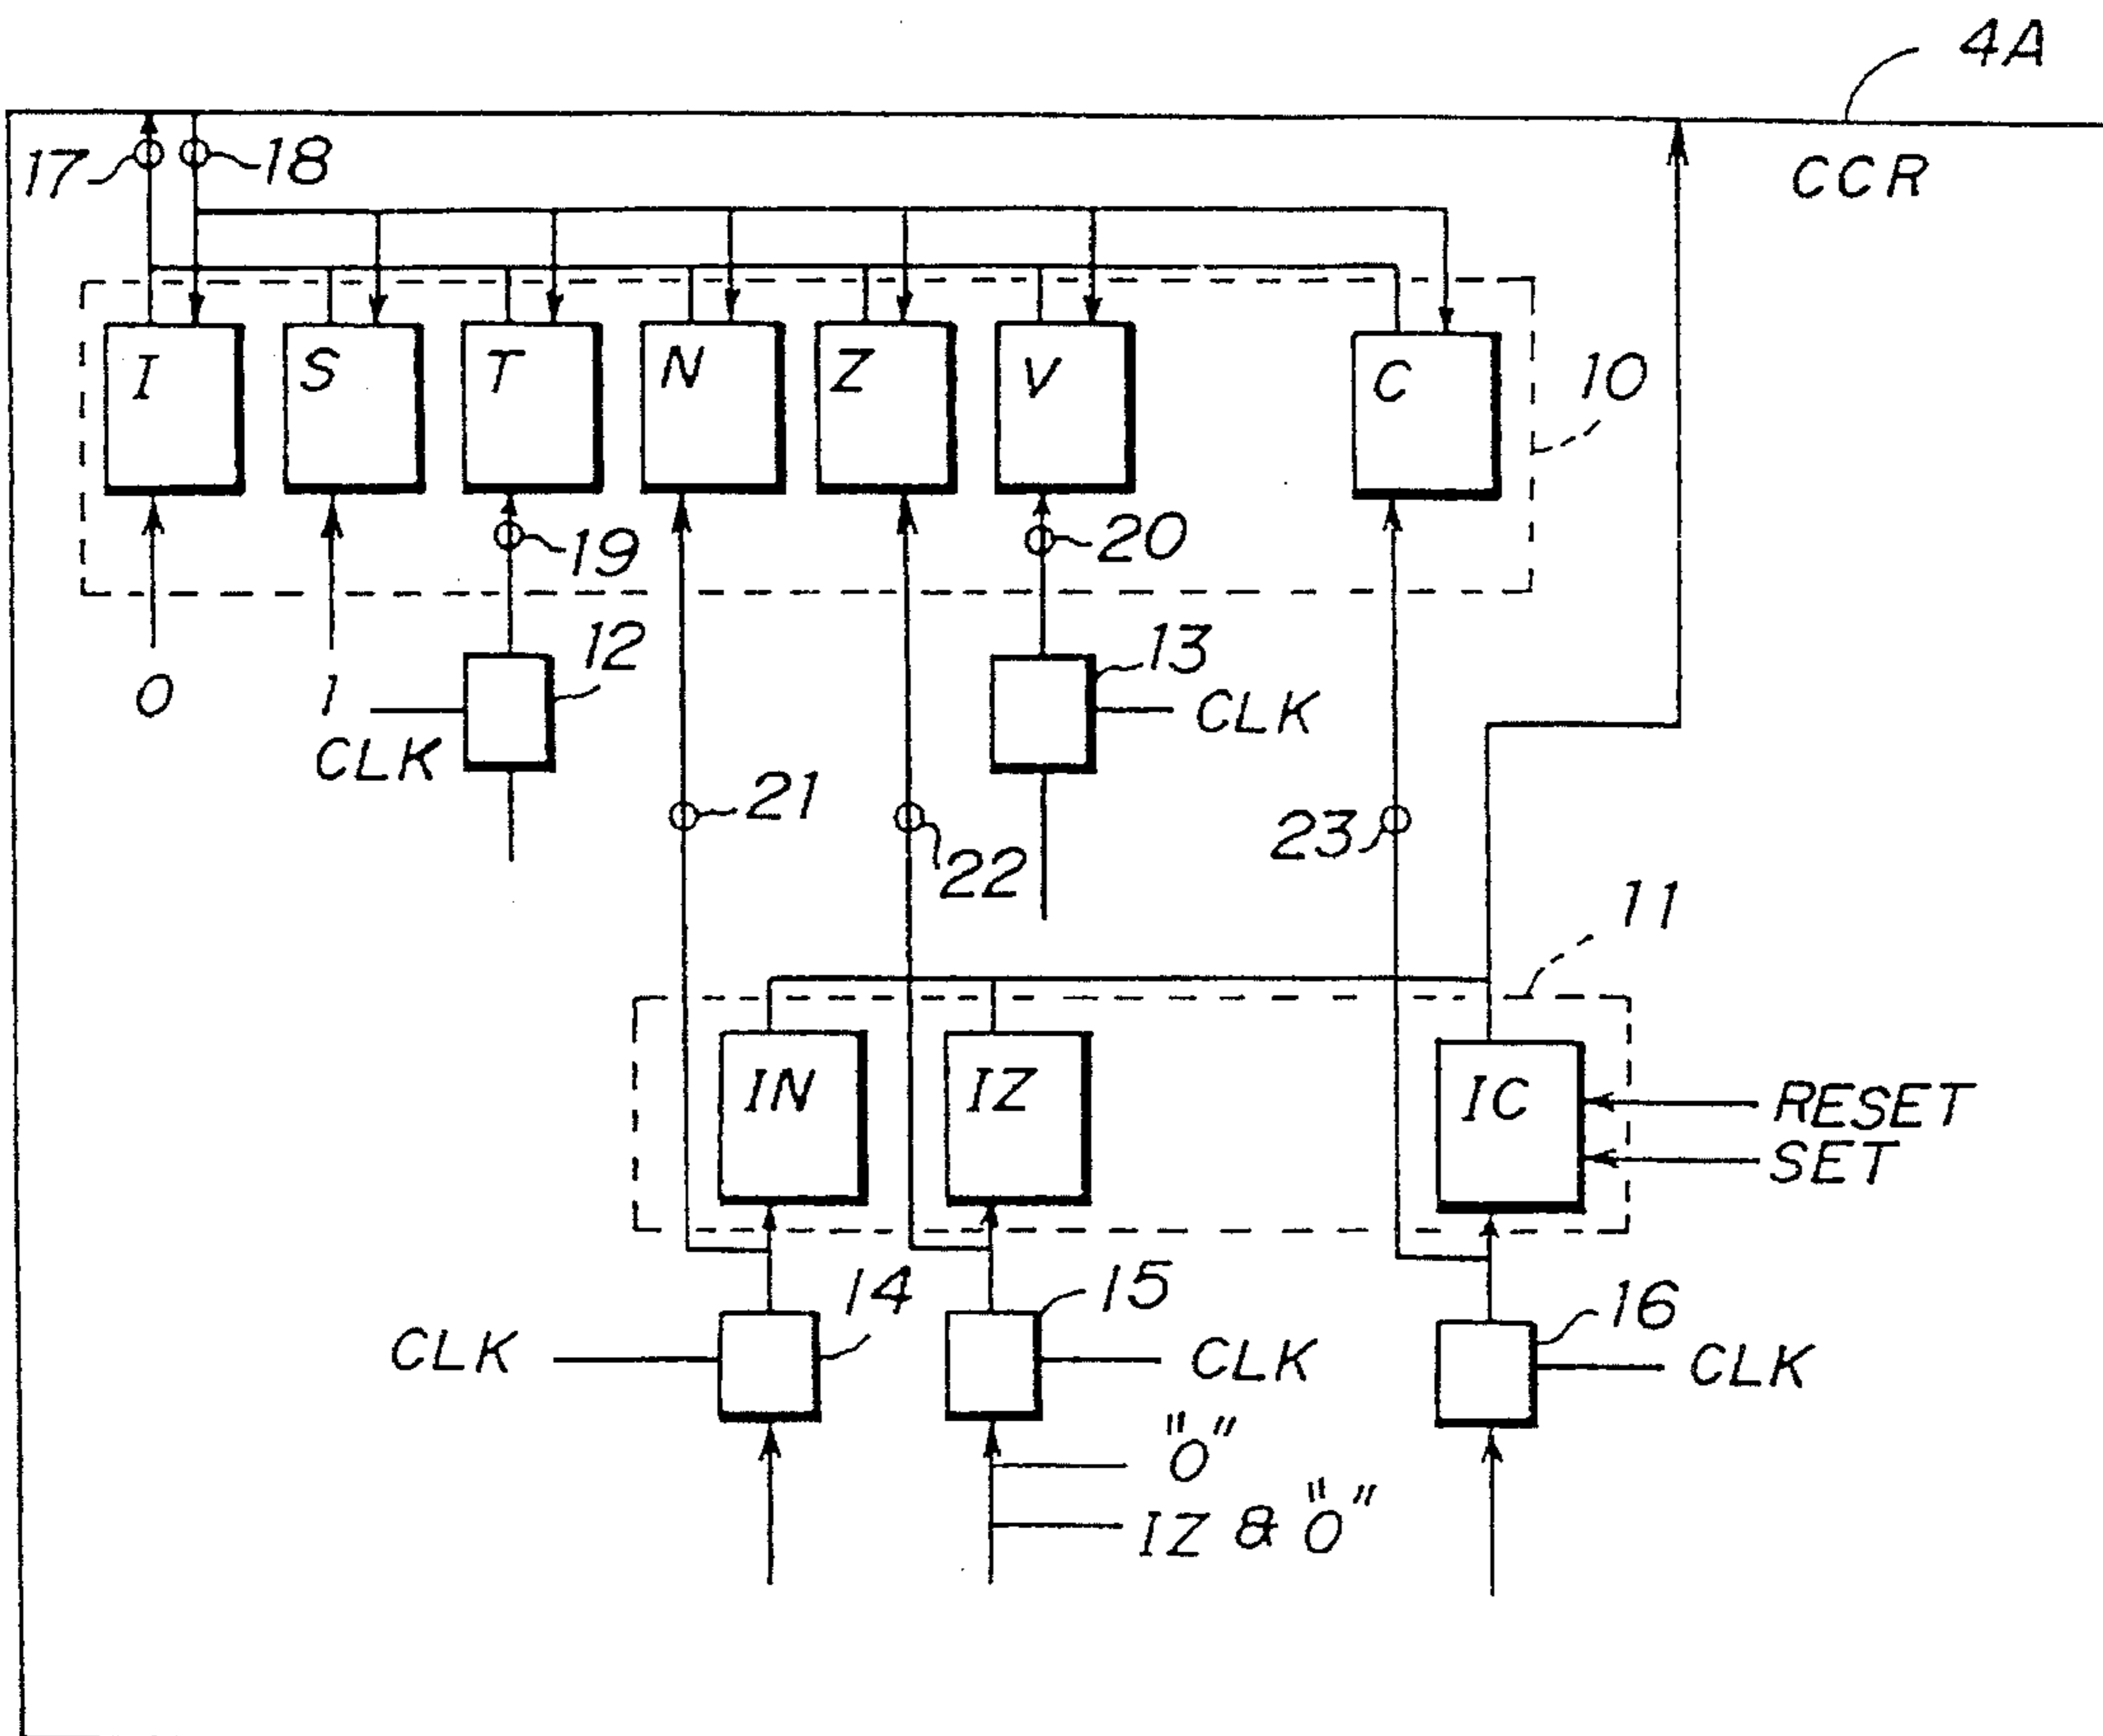 4A
17
18
CCR
I
S
T
N
Z
V
C
10
19
20
0
1
12
13
CLK
CLK
21
22
23
11
IN
IZ
IC
RESET
SET
14
15
16
CLK
CLK
CLK
"0"
IZ & "0"